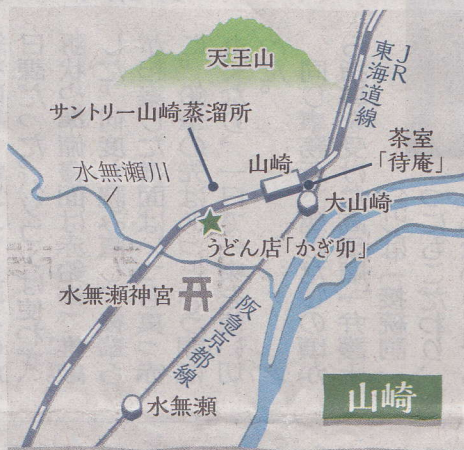 天王山
JR
東海道線
サントリー山崎蒸溜所
茶室
「待庵」
山崎
水無瀬川
大山崎
うどん店「かぎ卯」
水無瀬神宮
阪急京都線
水無瀬
山崎